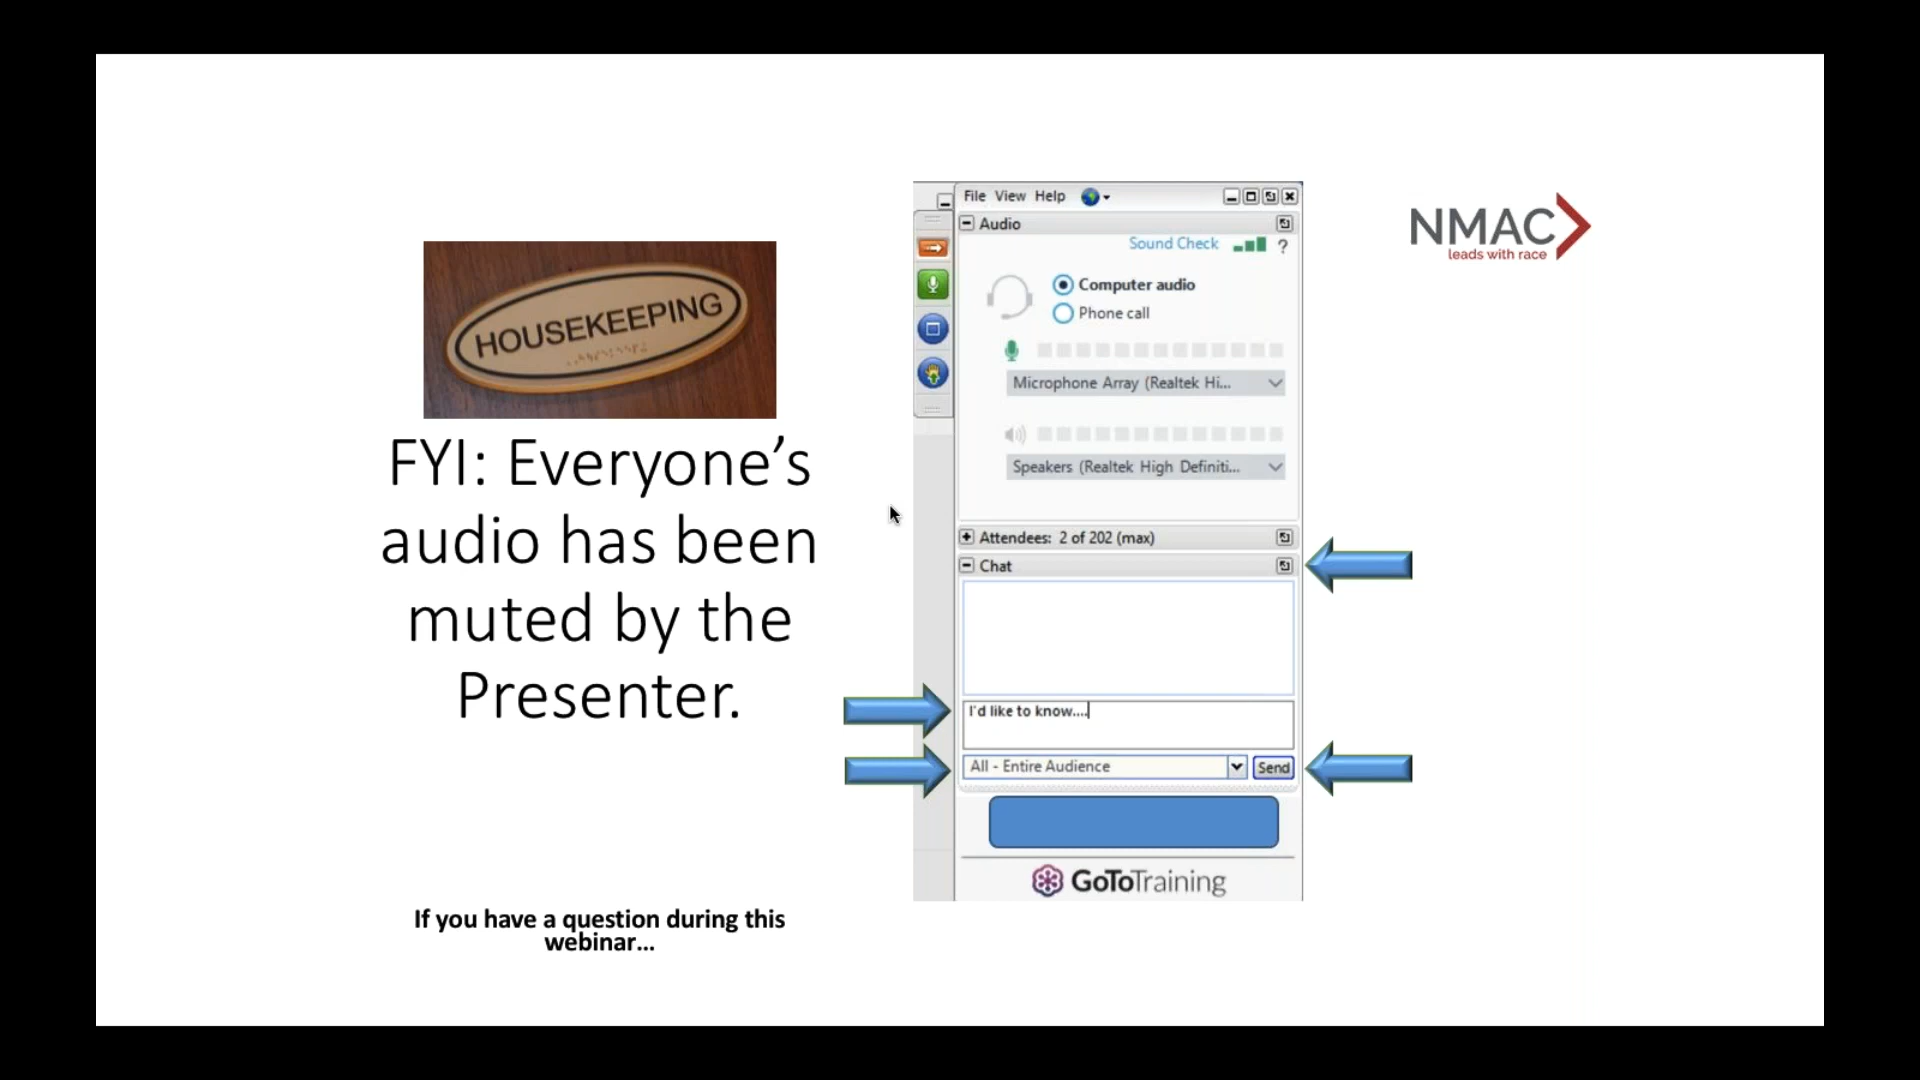 HOUSEKEEPING
FYI: Everyone’s
audio has been
muted by the
Presenter.
If you have a question during this
webinar...
File View Help
Audio
Sound Check
?
Computer audio
Phone call
Microphone Array (Realtek Hi...
Speakers (Realtek High Definiti...
Attendees: 2 of 202 (max)
Chat
I'd like to know....
All - Entire Audience
Send
GoToTraining
NMAC
leads with race